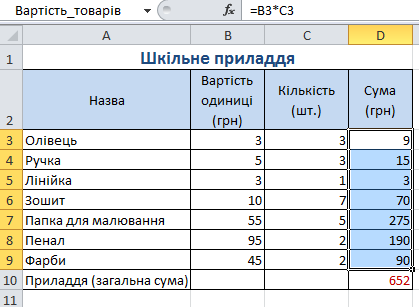 Вартість_товарів fx =B3*C3
A B C D
1 Шкільне приладдя
2 Назва Вартість одиниці (грн) Кількість (шт.) Сума (грн)
3 Олівець 3 3 9
4 Ручка 5 3 15
5 Лінійка 3 1 3
6 Зошит 10 7 70
7 Папка для малювання 55 5 275
8 Пенал 95 2 190
9 Фарби 45 2 90
10 Приладдя (загальна сума) 652
11